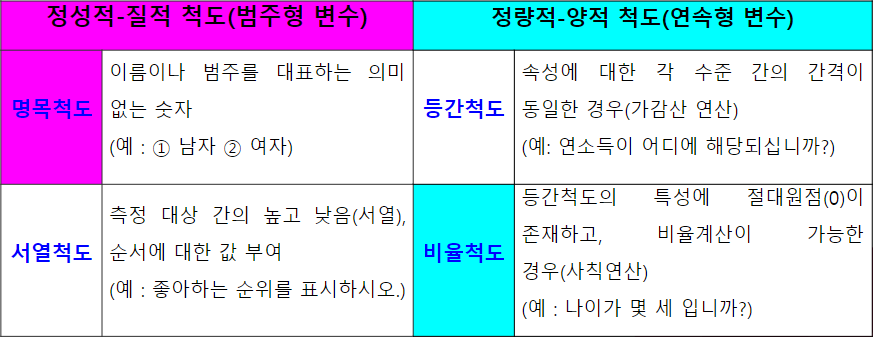 정성적-질적 척도(범주형 변수)
정량적-양적 척도(연속형 변수)
명목척도
이름이나 범주를 대표하는 의미
없는 숫자
(예 : ① 남자 ② 여자)
등간척도
속성에 대한 각 수준 간의 간격이
동일한 경우(가감산 연산)
(예: 연소득이 어디에 해당되십니까?)
서열척도
측정 대상 간의 높고 낮음(서열),
순서에 대한 값 부여
(예 : 좋아하는 순위를 표시하시오.)
비율척도
등간척도의 특성에 절대원점(0)이
존재하고, 비율계산이 가능한
경우(사칙연산)
(예 : 나이가 몇 세 입니까?)